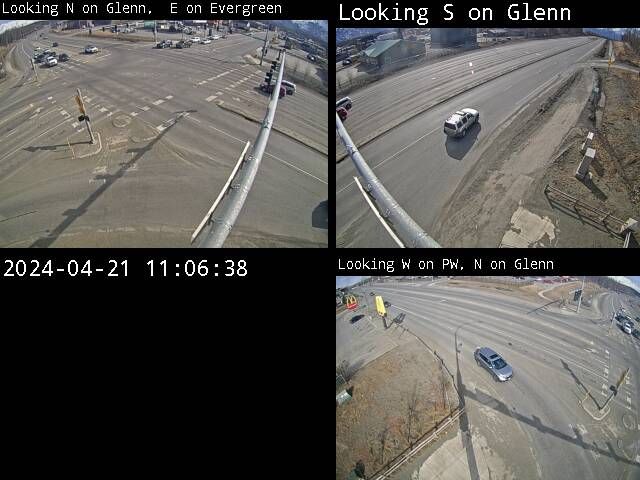 Looking N on Glenn,  E on Evergreen
Looking S on Glenn
2024-04-21 11:06:38
Looking W on PW, N on Glenn